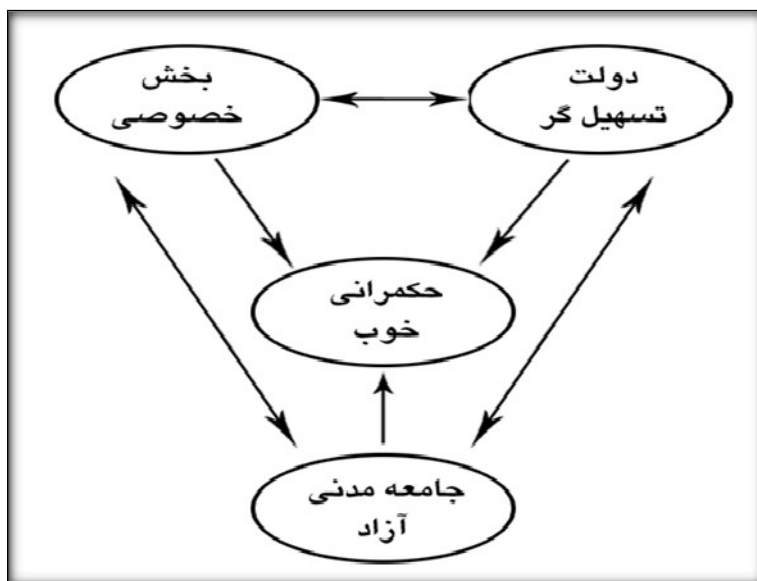 دولت
تسهیل گر
بخش
خصوصی
حکمرانی
خوب
جامعه مدنی
آزاد